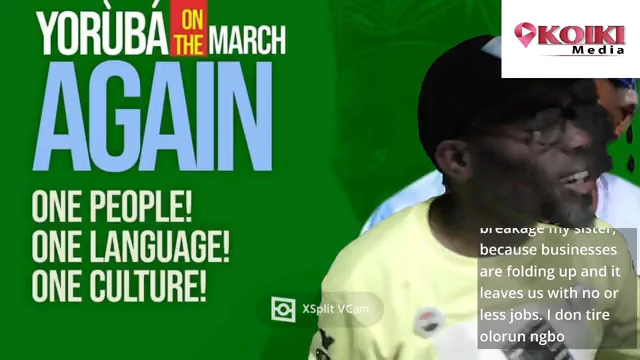 YORÙBÁ ON THE MARCH
AGAIN
ONE PEOPLE!
ONE LANGUAGE!
ONE CULTURE!
KOIKI
Media
XSplit VCam
breakage my sister,
because businesses
are folding up and it
leaves us with no or
less jobs. I don tire
olorun ngbo